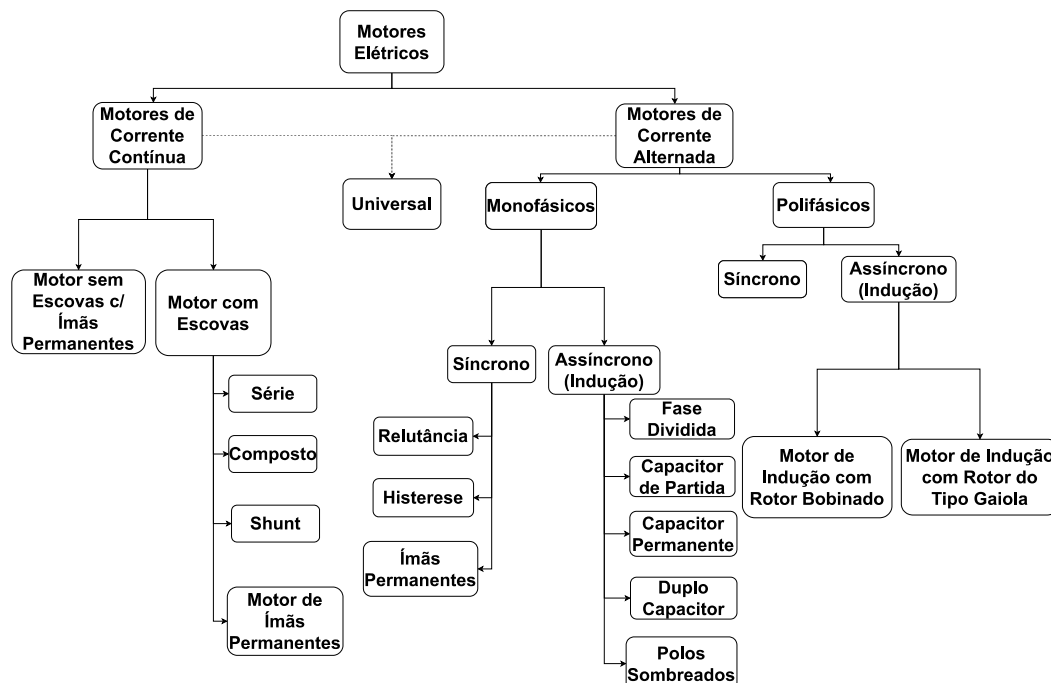 Motores
Elétricos
Motores de
Corrente
Contínua
Motores de
Corrente
Alternada
Universal
Monofásicos
Polifásicos
Motor sem
Escovas c/
Ímãs
Permanentes
Motor com
Escovas
Síncrono
Assíncrono
(Indução)
Síncrono
Assíncrono
(Indução)
Série
Composto
Shunt
Motor de
Ímãs
Permanentes
Relutância
Histerese
Ímãs
Permanentes
Fase
Dividida
Capacitor
de Partida
Capacitor
Permanente
Duplo
Capacitor
Polos
Sombreados
Motor de
Indução com
Rotor Bobinado
Motor de Indução
com Rotor do
Tipo Gaiola